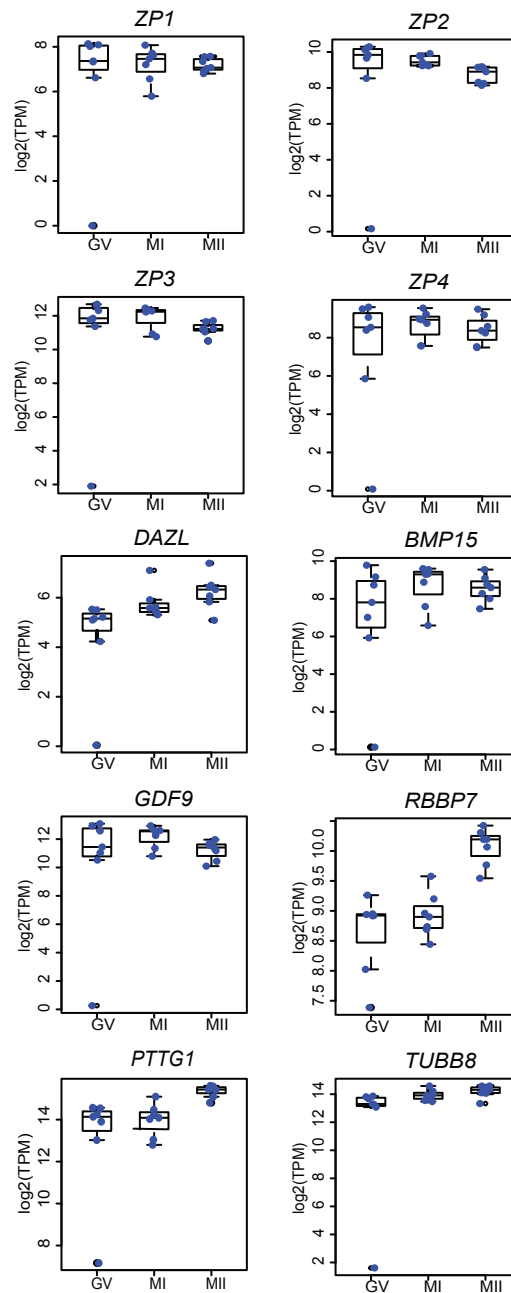 ZP1
log2(TPM)
8
6
4
2
0
GV MI MII
ZP2
log2(TPM)
10
8
6
4
2
0
GV MI MII
ZP3
log2(TPM)
12
10
8
6
4
2
GV MI MII
ZP4
log2(TPM)
8
6
4
2
0
GV MI MII
DAZL
log2(TPM)
6
4
2
0
GV MI MII
BMP15
log2(TPM)
10
8
6
4
2
0
GV MI MII
GDF9
log2(TPM)
12
10
8
6
4
2
0
GV MI MII
RBBP7
log2(TPM)
10.0
9.5
9.0
8.5
8.0
7.5
GV MI MII
PTTG1
log2(TPM)
14
12
10
8
GV MI MII
TUBB8
log2(TPM)
14
12
10
8
6
4
2
GV MI MII